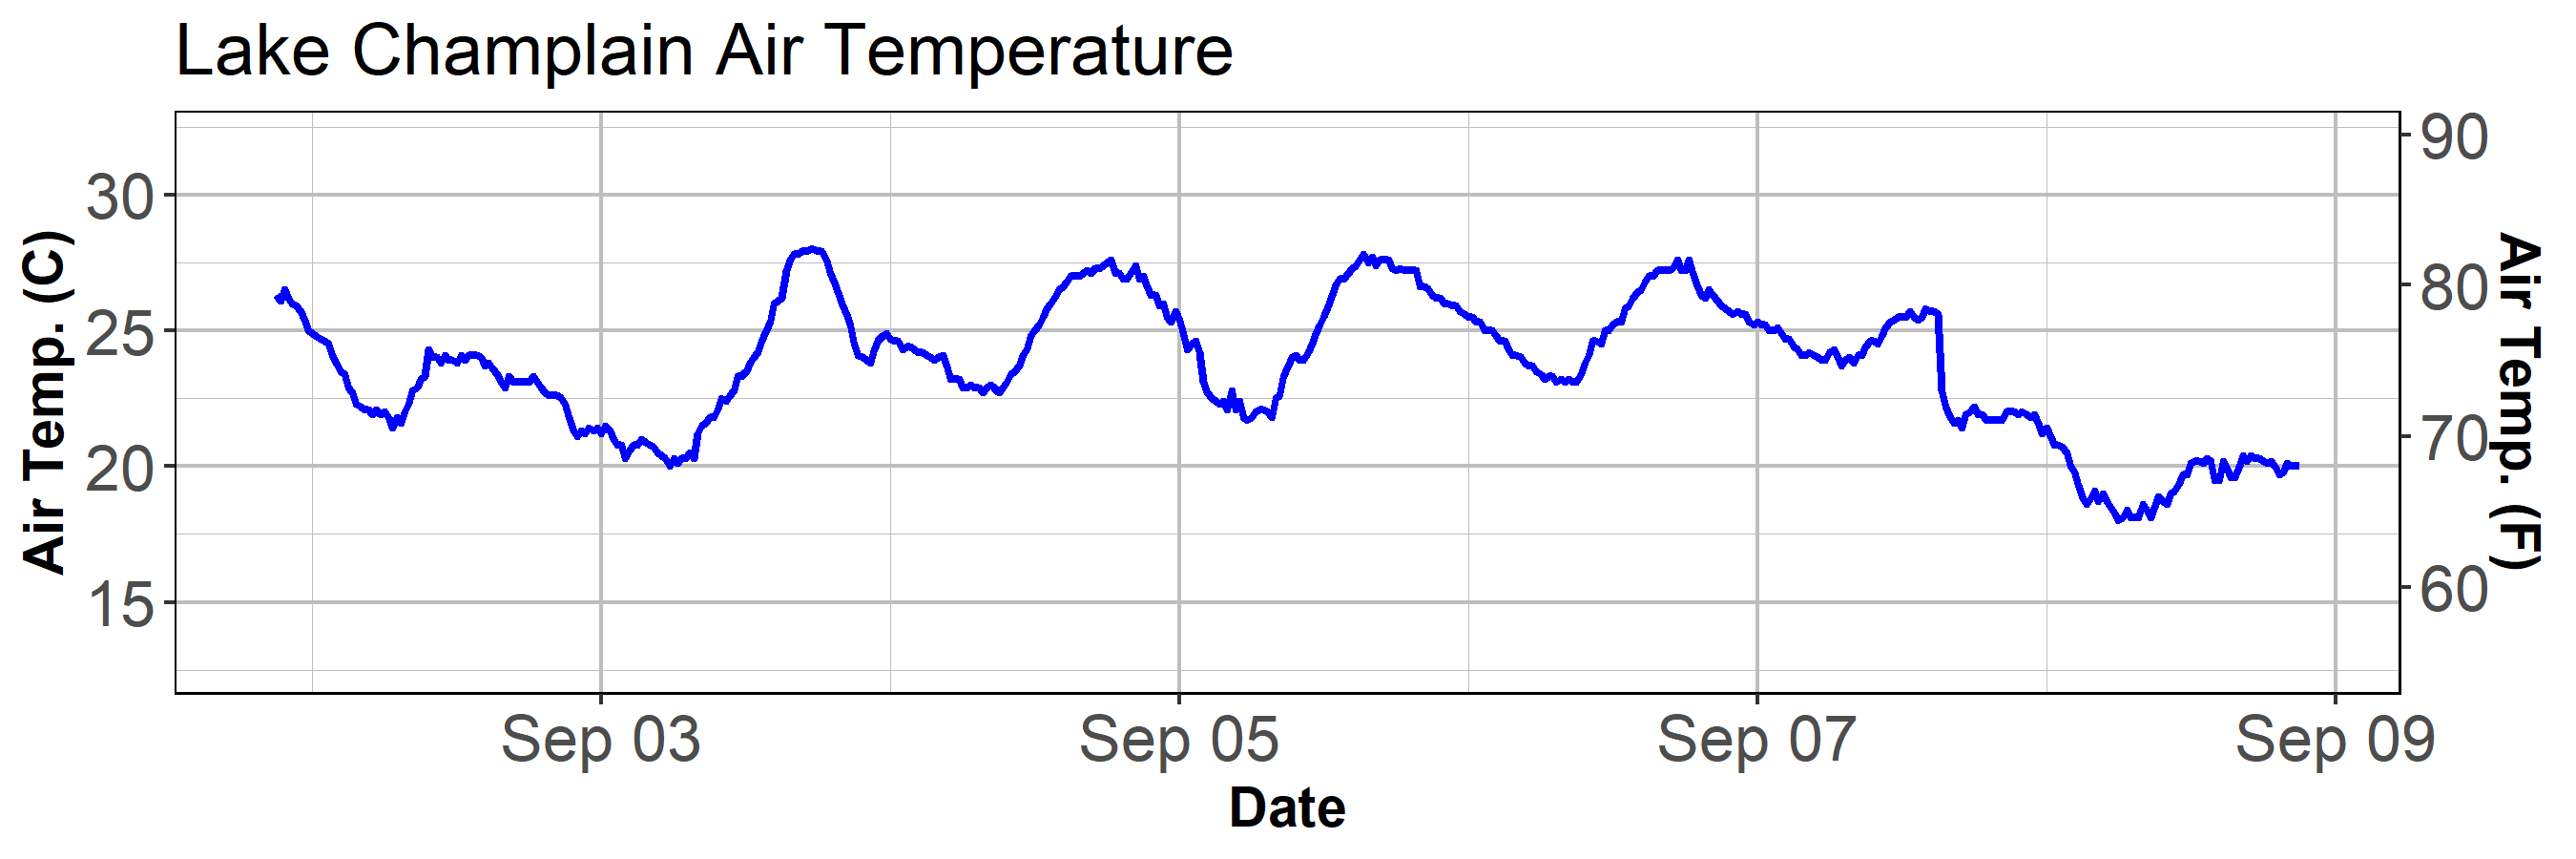 Lake Champlain Air Temperature
Air Temp. (C)
30
25
20
15
90
80
70
60
Air Temp. (F)
Sep 03 Sep 05 Sep 07 Sep 09
Date